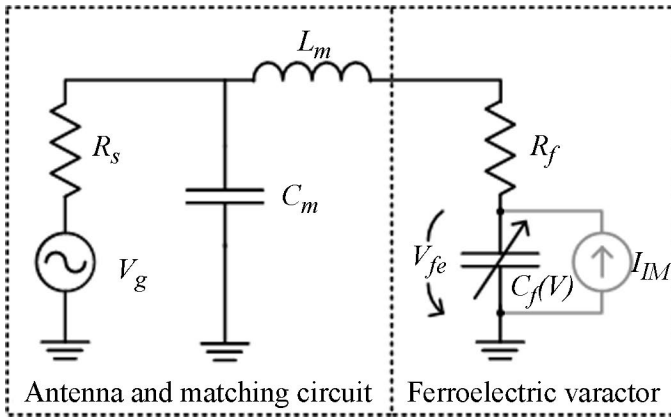 L_m
R_s
R_f
C_m
V_g
V_fe
C_f(V)
I_IM
Antenna and matching circuit
Ferroelectric varactor